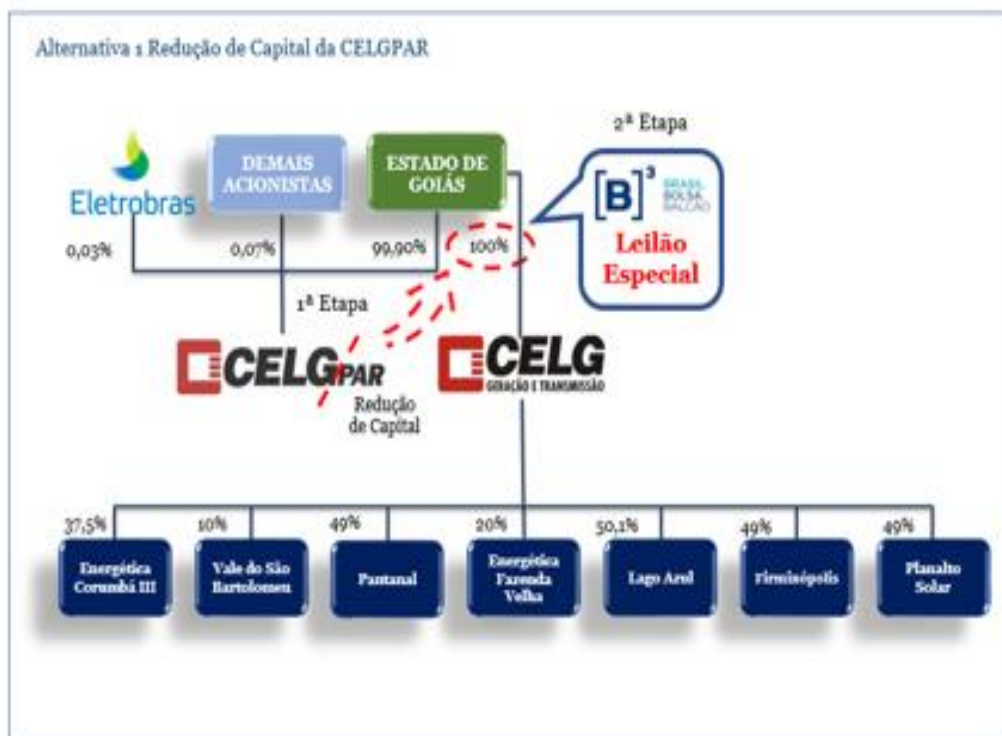 Alternativa 1 Redução de Capital da CELGPAR
2ª Etapa
Eletrobras
DEMAIS
ACIONISTAS
ESTADO DE
GOIÁS
[B]³
BRASIL
BOLSA
BALCÃO
Leilão
Especial
0,03%
0,07%
99,90%
100%
1ª Etapa
CELGPAR
CELG
GERAÇÃO E TRANSMISSÃO
Redução
de Capital
37,5%
10%
49%
20%
50,1%
49%
49%
Energética
Corumbá III
Vale do São
Bartolomeu
Pantanal
Energética
Fazenda
Velha
Lago Azul
Firminópolis
Planalto
Solar